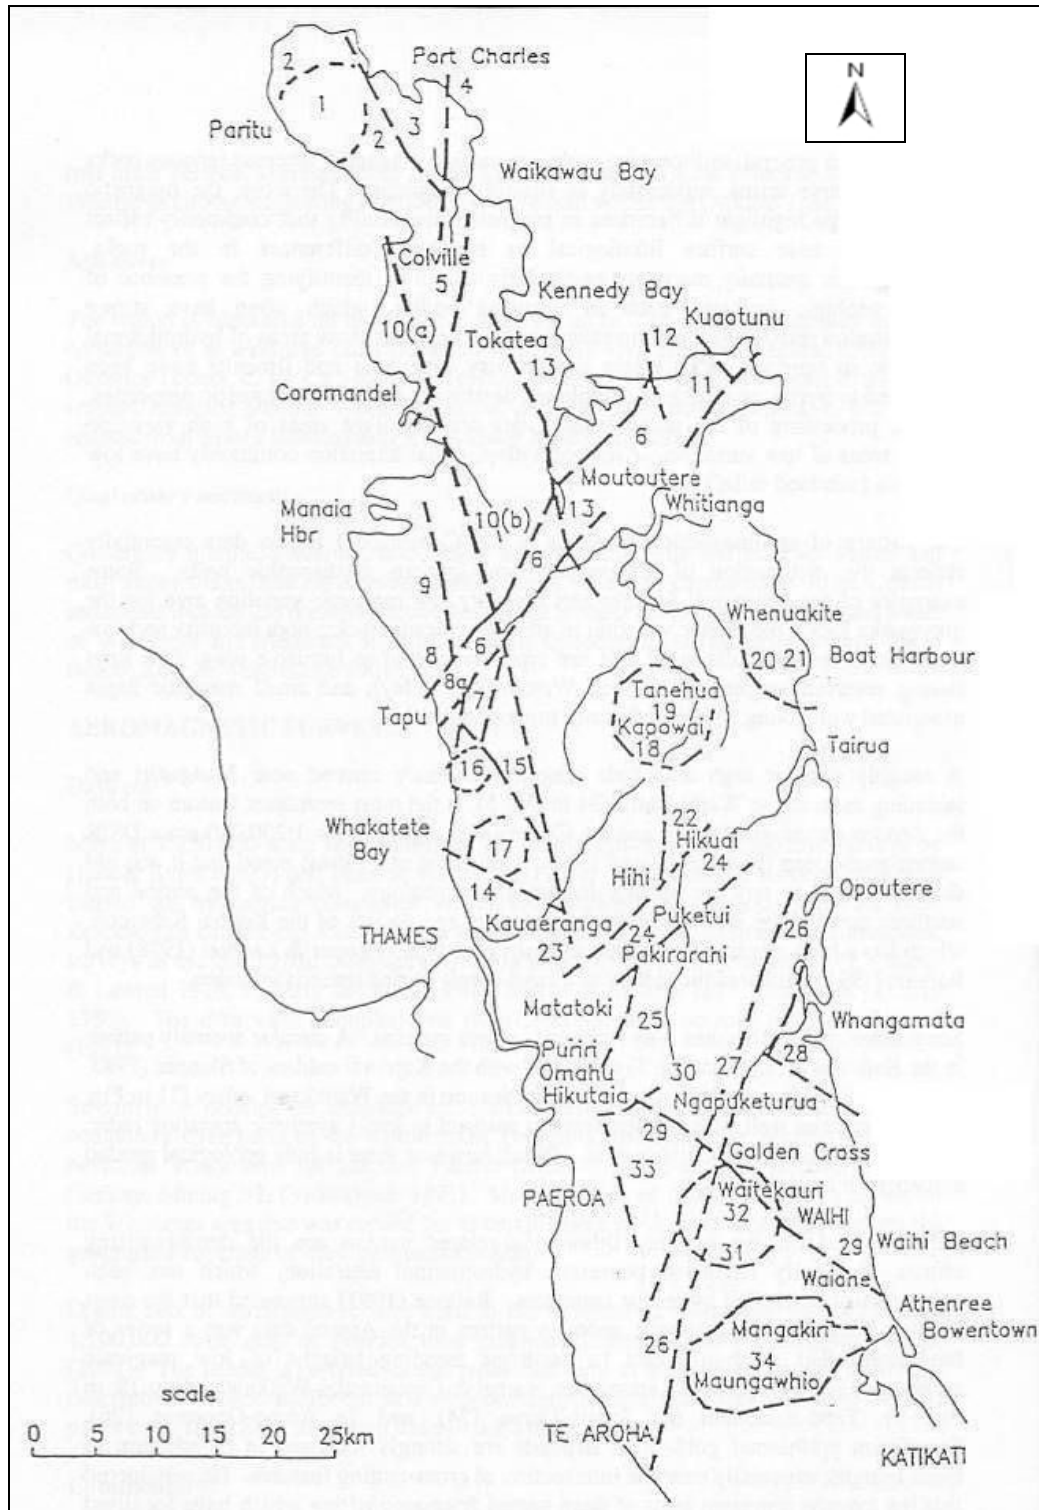 N
Port Charles
2
4
1
3
Paritu
2
Waikawau Bay
Colville
5
Kennedy Bay
Kuaotunu
10(a)
Tokatea
12
13
11
Coromandel
6
Moutoutere
Whitianga
Manaia
Hbr.
10(b)
13
6
9
Whenuakite
6
8
20
21
Boat Harbour
8a
Tanehua
7
19
Tapu
Kapowai
18
Tairua
16
15
22
Whakatete
Bay
Hikuai
17
24
Hihi
14
Opoutere
Puketui
Kauaeranga
24
26
THAMES
23
Pakirarahi
Matatoki
25
Whangamata
Puriri
28
Omahu
30
27
Hikutaia
Ngapuketurua
29
Golden Cross
33
Waitekauri
PAEROA
32
WAIHI
29
Waihi Beach
31
Waiane
Athenree
Bowentown
Mangakiri
26
34
Maungawhio
scale
TE AROHA
0 5 10 15 20 25km
KATIKATI